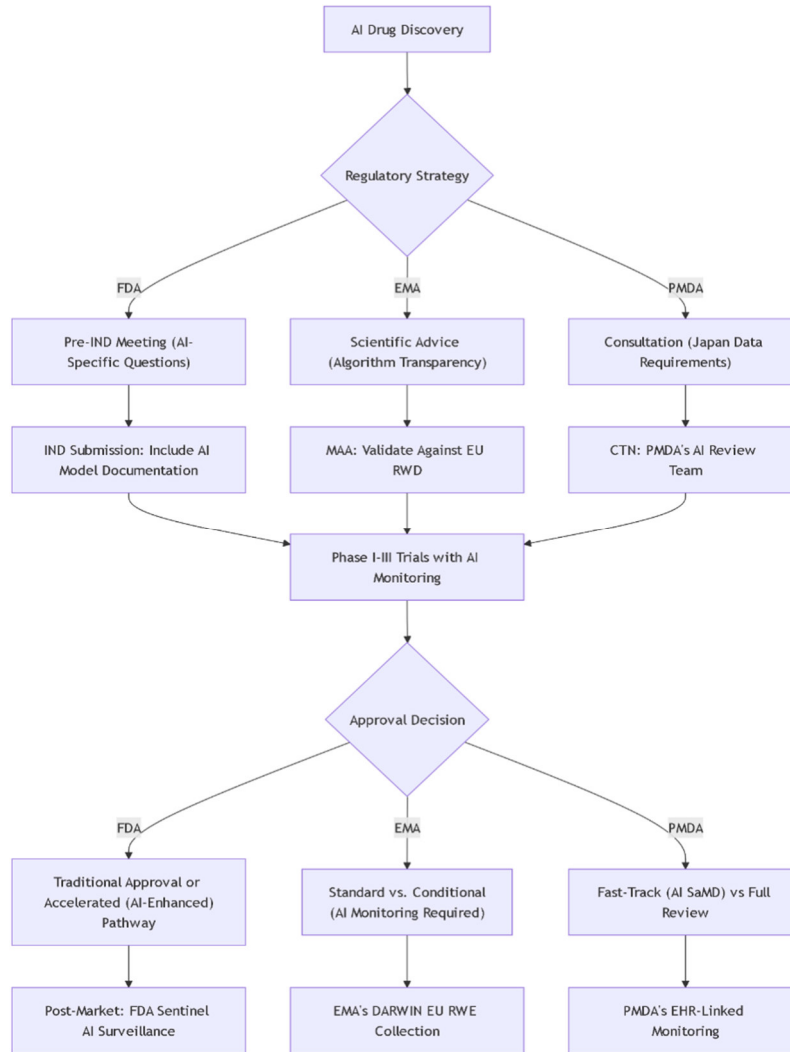 AI Drug Discovery
Regulatory Strategy
FDA
EMA
PMDA
Pre-IND Meeting (AI-
Specific Questions)
Scientific Advice
(Algorithm Transparency)
Consultation (Japan Data
Requirements)
IND Submission: Include AI
Model Documentation
MAA: Validate Against EU
RWD
CTN: PMDA's AI Review
Team
Phase I-III Trials with AI
Monitoring
Approval Decision
FDA
EMA
PMDA
Traditional Approval or
Accelerated (AI-Enhanced)
Pathway
Standard vs. Conditional
(AI Monitoring Required)
Fast-Track (AI SaMD) vs Full
Review
Post-Market: FDA Sentinel
AI Surveillance
EMA's DARWIN EU RWE
Collection
PMDA's EHR-Linked
Monitoring